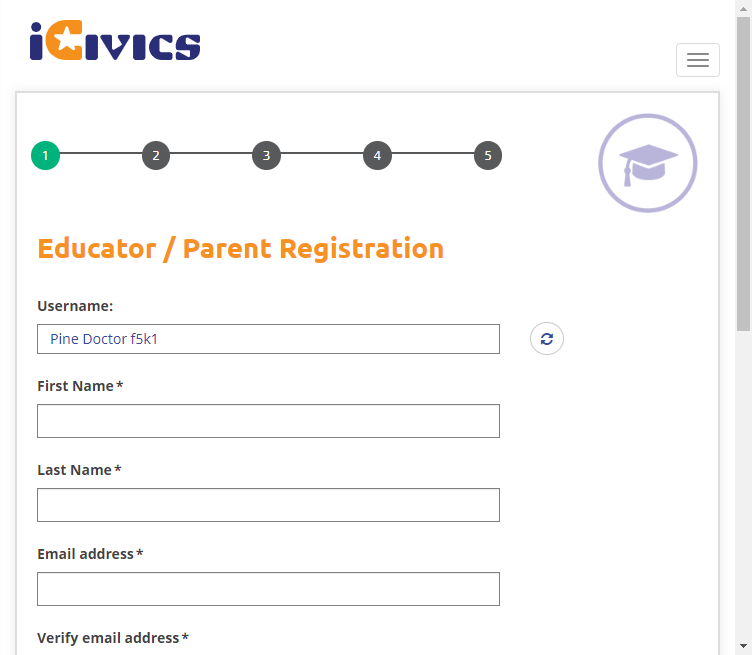 iCivics
1 2 3 4 5
Educator / Parent Registration
Username:
Pine Doctor f5k1
First Name*
Last Name*
Email address*
Verify email address*